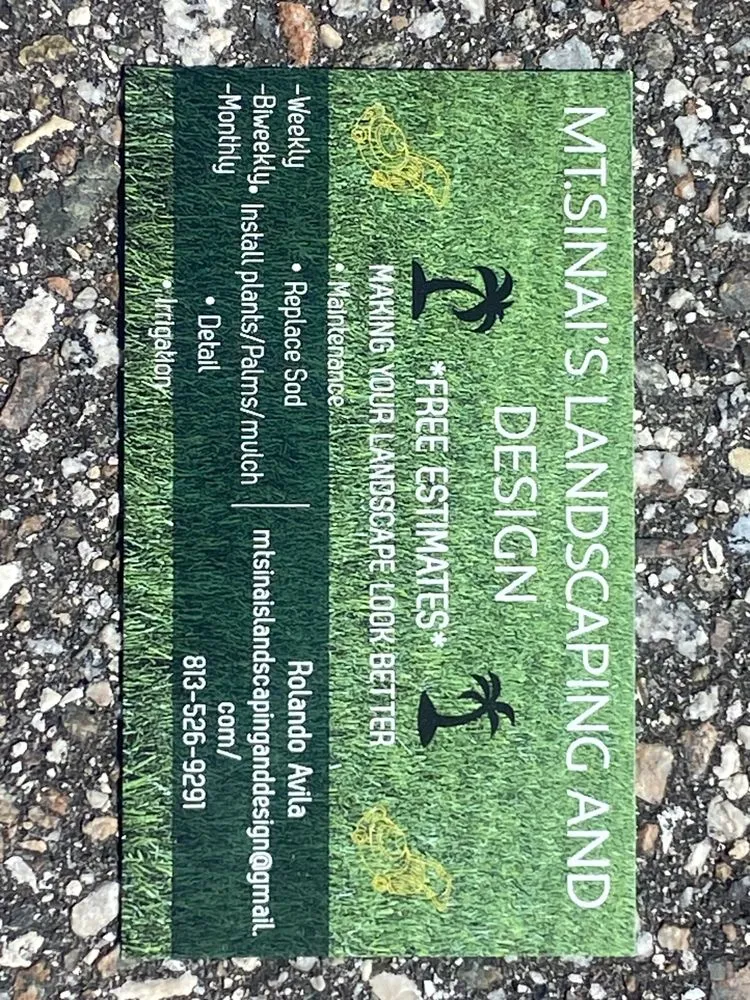 MT.SINAI'S LANDSCAPING AND
DESIGN
*FREE ESTIMATES*
MAKING YOUR LANDSCAPE LOOK BETTER
• Maintenance
-Weekly
-Biweekly
-Monthly
• Replace Sod
• Install plants/Palms/mulch
• Detail
• Irrigation
Rolando Avila
mtsinaislandscapinganddesign@gmail.
com/
813-526-9291